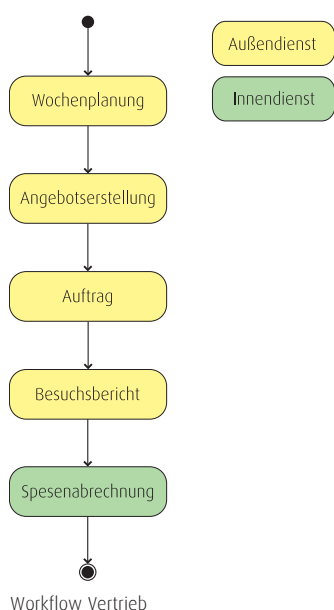 Außendienst
Wochenplanung
Innendienst
Angebotserstellung
Auftrag
Besuchsbericht
Spesenabrechnung
Workflow Vertrieb